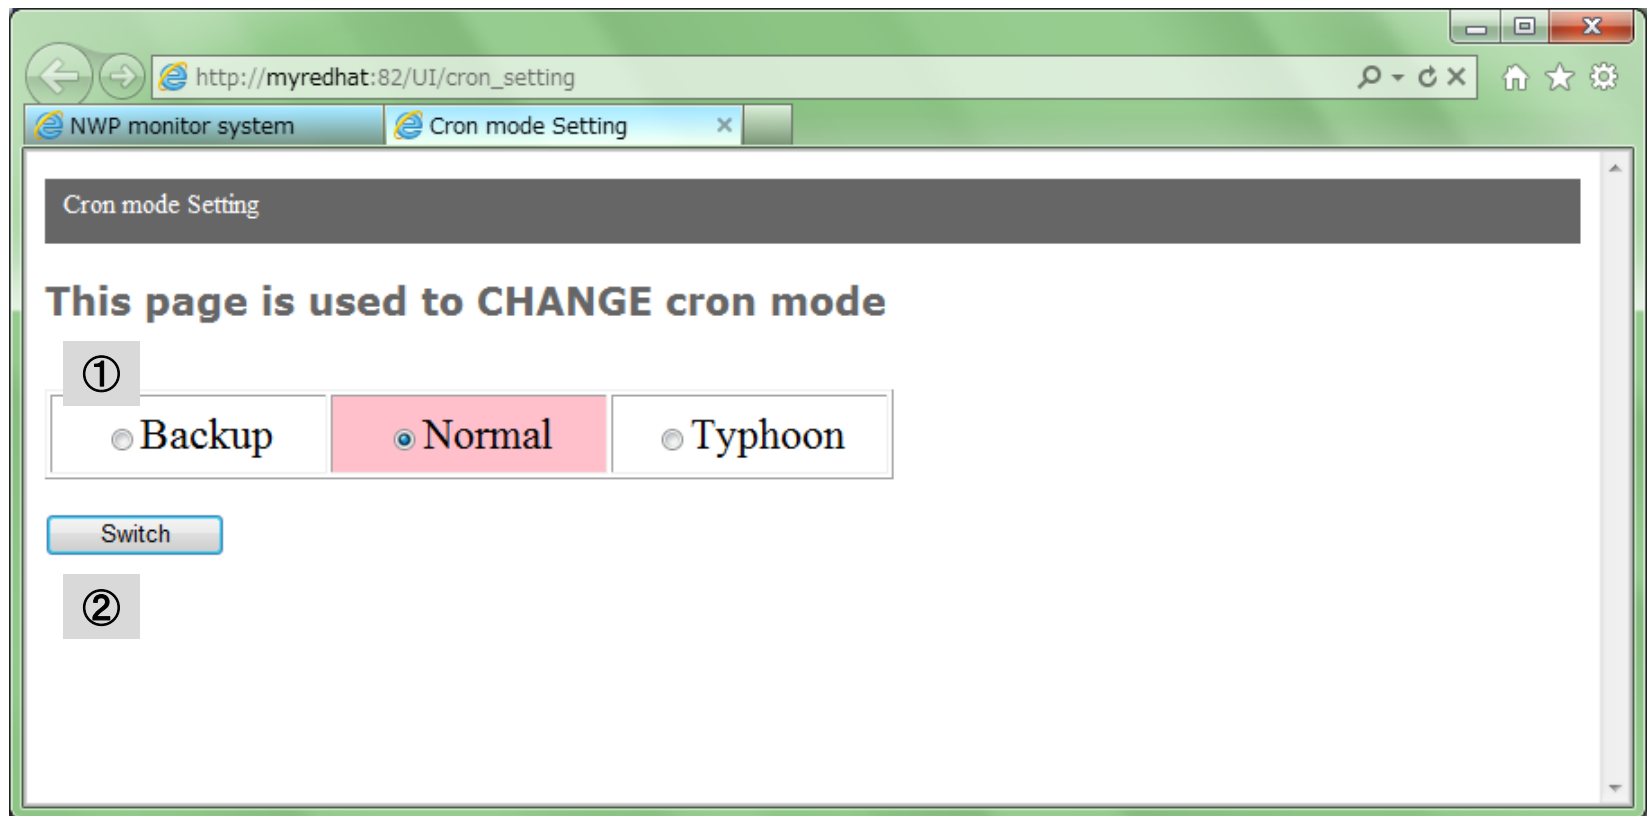 http://myredhat:82/UI/cron_setting
NWP monitor system
Cron mode Setting
Cron mode Setting
This page is used to CHANGE cron mode
①
Backup
Normal
Typhoon
Switch
②